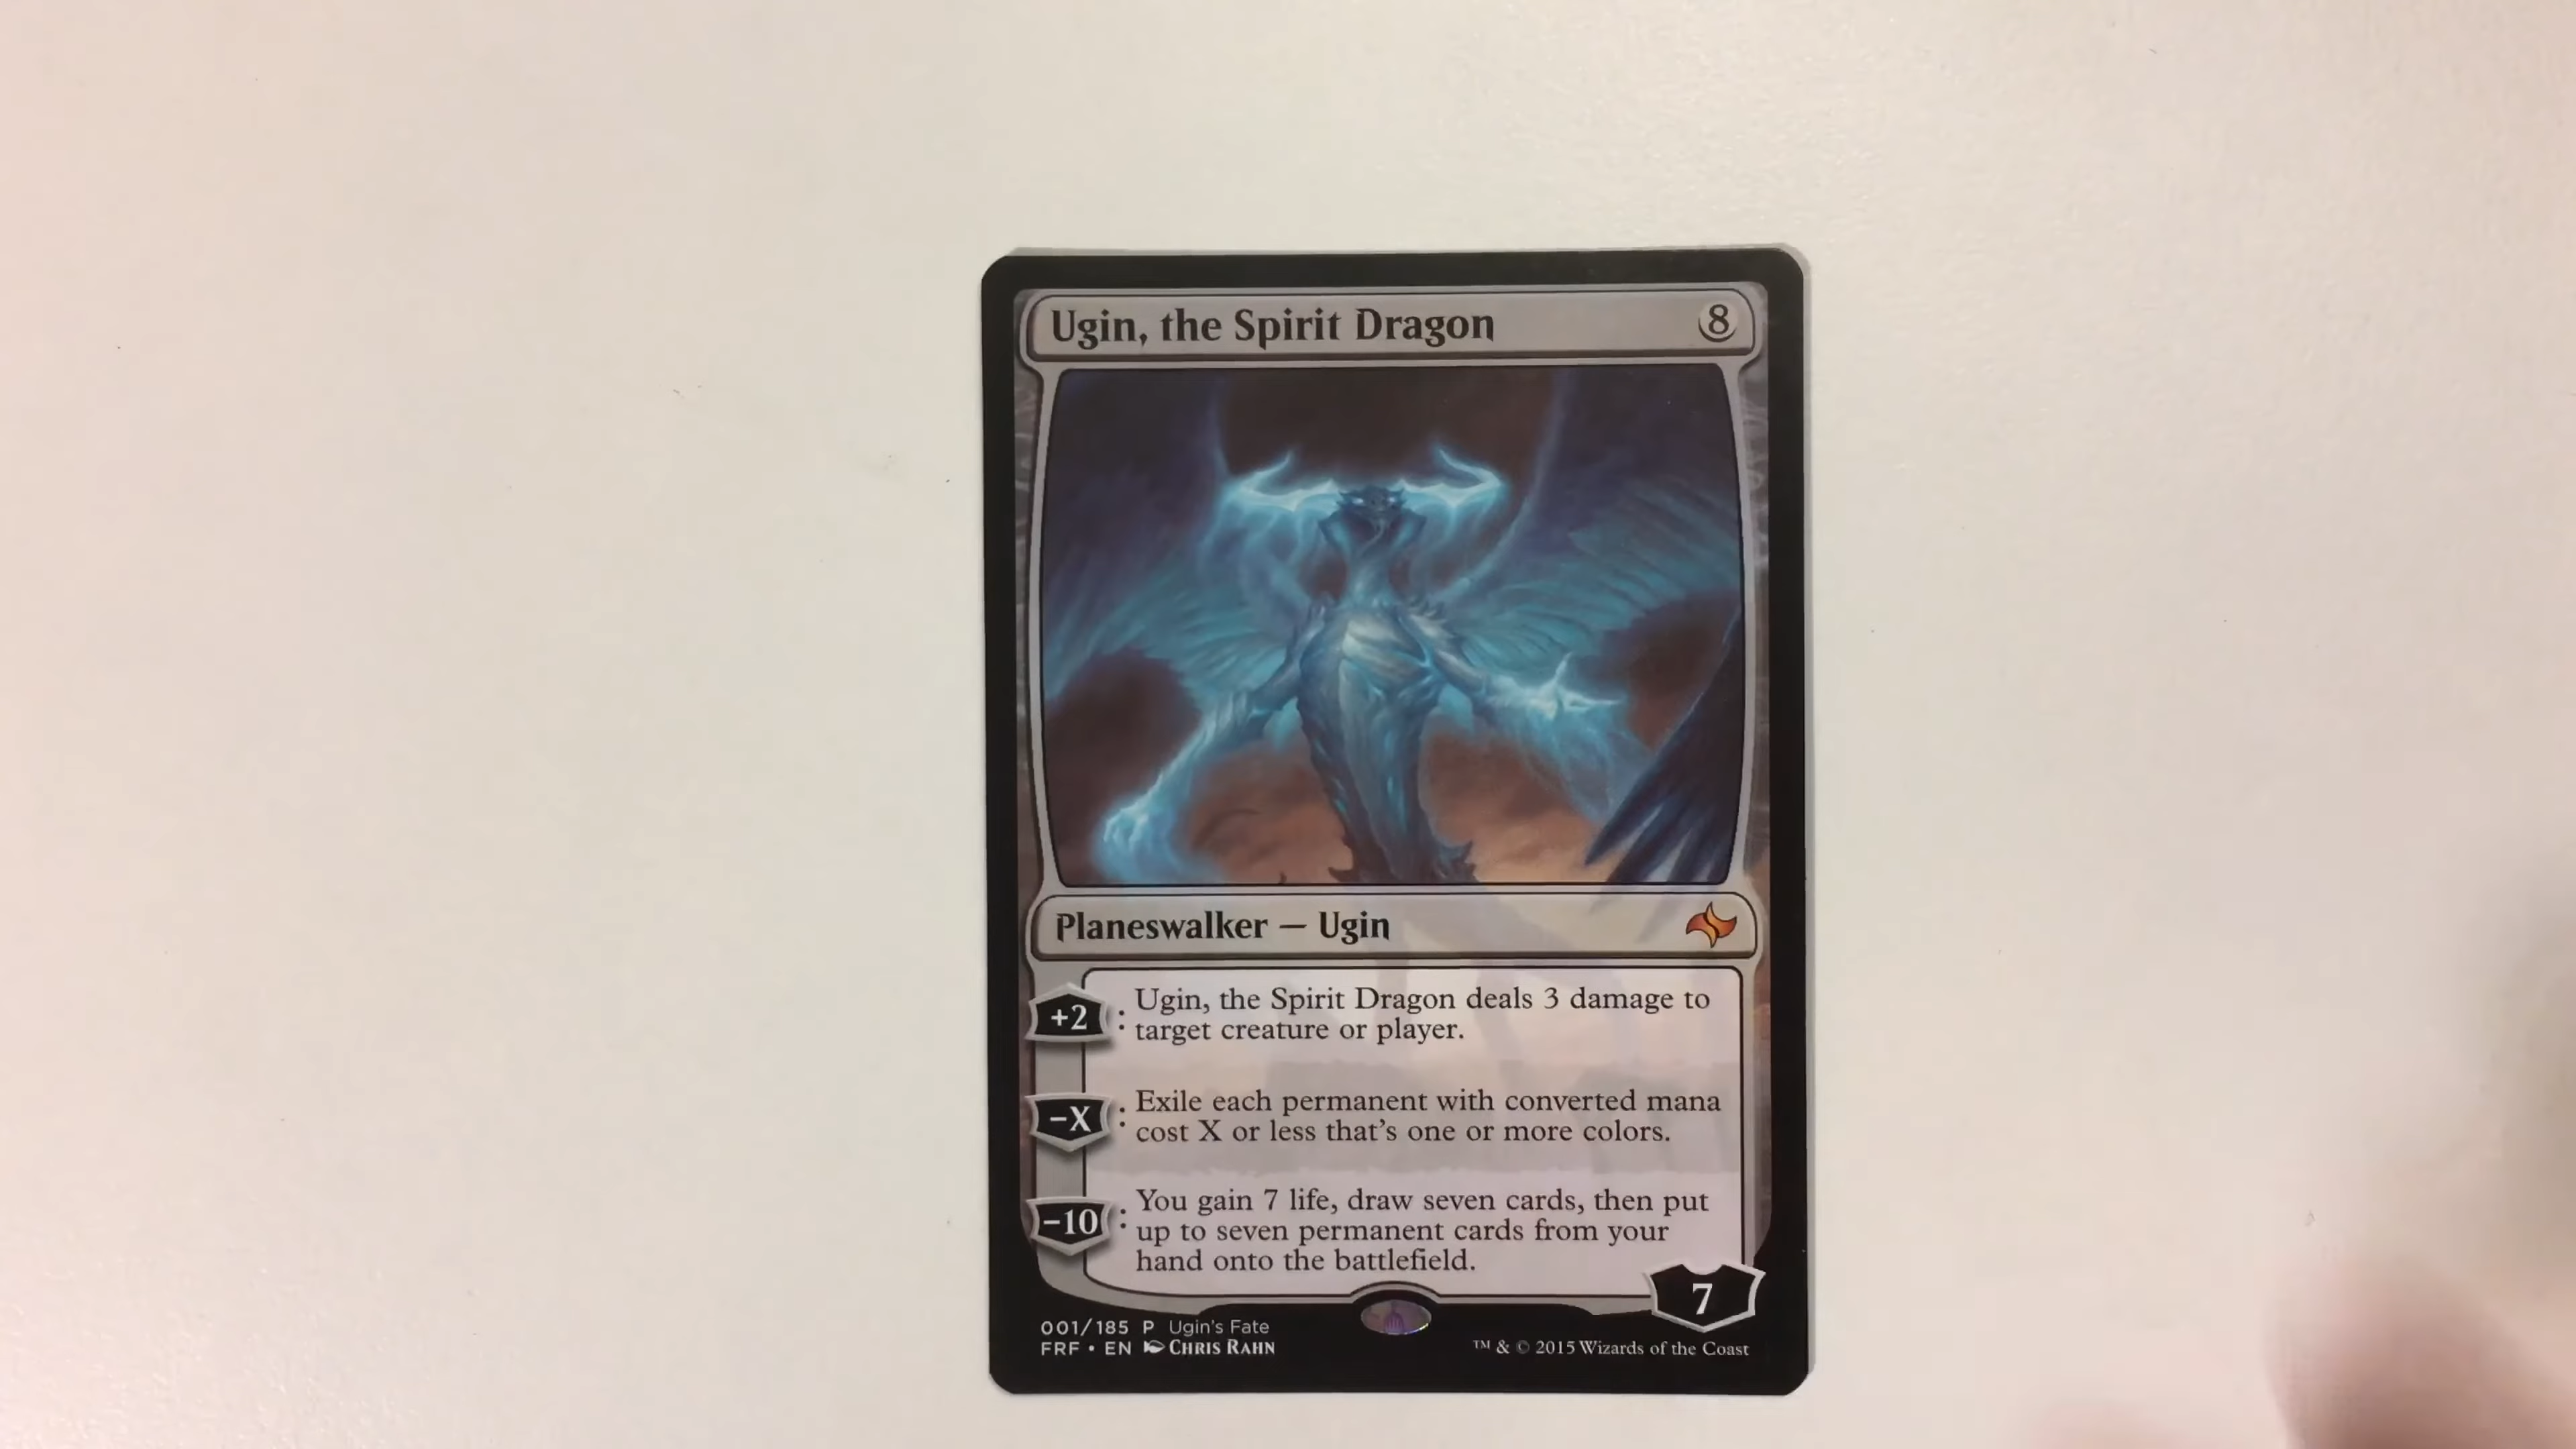 Ugin, the Spirit Dragon 8
Planeswalker — Ugin
+2: Ugin, the Spirit Dragon deals 3 damage to
target creature or player.
−X: Exile each permanent with converted mana
cost X or less that's one or more colors.
−10: You gain 7 life, draw seven cards, then put
up to seven permanent cards from your
hand onto the battlefield.
7
001/185 P Ugin's Fate
FRF • EN Chris Rahn
™ & © 2015 Wizards of the Coast